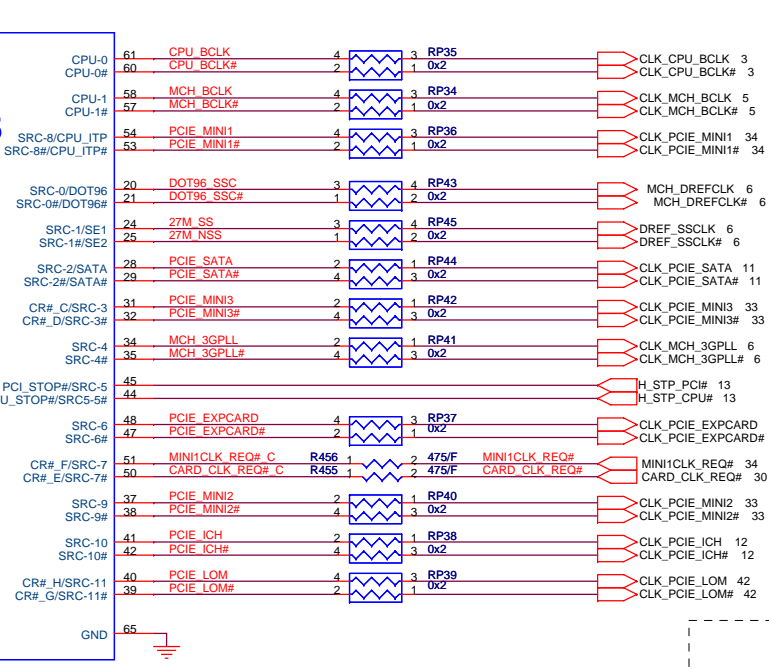 CPU-0 61 CPU_BCLK 4 3 RP35 CLK_CPU_BCLK 3
CPU-0# 60 CPU_BCLK# 2 1 0x2 CLK_CPU_BCLK# 3
CPU-1 58 MCH_BCLK 4 3 RP34 CLK_MCH_BCLK 5
CPU-1# 57 MCH_BCLK# 2 1 0x2 CLK_MCH_BCLK# 5
SRC-8/CPU_ITP 54 PCIE_MINI1 4 3 RP36 CLK_PCIE_MINI1 34
SRC-8#/CPU_ITP# 53 PCIE_MINI1# 2 1 0x2 CLK_PCIE_MINI1# 34
SRC-0/DOT96 20 DOT96_SSC 3 4 RP43 MCH_DREFCLK 6
SRC-0#/DOT96# 21 DOT96_SSC# 1 2 0x2 MCH_DREFCLK# 6
SRC-1/SE1 24 27M_SS 3 4 RP45 DREF_SSCLK 6
SRC-1#/SE2 25 27M_NSS 1 2 0x2 DREF_SSCLK# 6
SRC-2/SATA 28 PCIE_SATA 2 1 RP44 CLK_PCIE_SATA 11
SRC-2#/SATA# 29 PCIE_SATA# 4 3 0x2 CLK_PCIE_SATA# 11
CR#_C/SRC-3 31 PCIE_MINI3 2 1 RP42 CLK_PCIE_MINI3 33
CR#_D/SRC-3# 32 PCIE_MINI3# 4 3 0x2 CLK_PCIE_MINI3# 33
SRC-4 34 MCH_3GPLL 2 1 RP41 CLK_MCH_3GPLL 6
SRC-4# 35 MCH_3GPLL# 4 3 0x2 CLK_MCH_3GPLL# 6
PCI_STOP#/SRC-5 45 H_STP_PCI# 13
U_STOP#/SRC5-5# 44 H_STP_CPU# 13
SRC-6 48 PCIE_EXPCARD 4 3 RP37 CLK_PCIE_EXPCARD
SRC-6# 47 PCIE_EXPCARD# 2 1 0x2 CLK_PCIE_EXPCARD#
CR#_F/SRC-7 51 MINI1CLK_REQ#_C R456 1 2 475/F MINI1CLK_REQ# MINI1CLK_REQ# 34
CR#_E/SRC-7# 50 CARD_CLK_REQ#_C R455 1 2 475/F CARD_CLK_REQ# CARD_CLK_REQ# 30
SRC-9 37 PCIE_MINI2 2 1 RP40 CLK_PCIE_MINI2 33
SRC-9# 38 PCIE_MINI2# 4 3 0x2 CLK_PCIE_MINI2# 33
SRC-10 41 PCIE_ICH 2 1 RP38 CLK_PCIE_ICH 12
SRC-10# 42 PCIE_ICH# 4 3 0x2 CLK_PCIE_ICH# 12
CR#_H/SRC-11 40 PCIE_LOM 4 3 RP39 CLK_PCIE_LOM 42
CR#_G/SRC-11# 39 PCIE_LOM# 2 1 0x2 CLK_PCIE_LOM# 42
GND 65